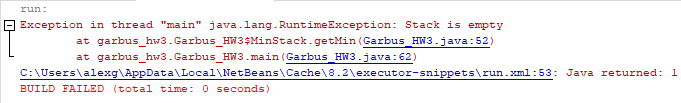 run:
Exception in thread "main" java.lang.RuntimeException: Stack is empty
at garbus_hw3.Garbus_HW3$MinStack.getMin(Garbus_HW3.java:52)
at garbus_hw3.Garbus_HW3.main(Garbus_HW3.java:62)
C:\Users\alexg\AppData\Local\NetBeans\Cache\8.2\executor-snippets\run.xml:53: Java returned: 1
BUILD FAILED (total time: 0 seconds)